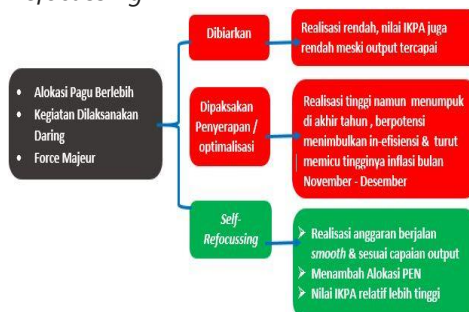 Alokasi Pagu Berlebih
Kegiatan Dilaksanakan
Daring
Force Majeur
Dibiarkan
Realisasi rendah, nilai IKPA juga
rendah meski output tercapai
Dipaksakan
Penyerapan /
optimalisasi
Realisasi tinggi namun menumpuk
di akhir tahun , berpotensi
menimbulkan in-efisiensi & turut
memicu tingginya inflasi bulan
November - Desember
Self-
Refocussing
Realisasi anggaran berjalan
smooth & sesuai capaian output
Menambah Alokasi PEN
Nilai IKPA relatif lebih tinggi